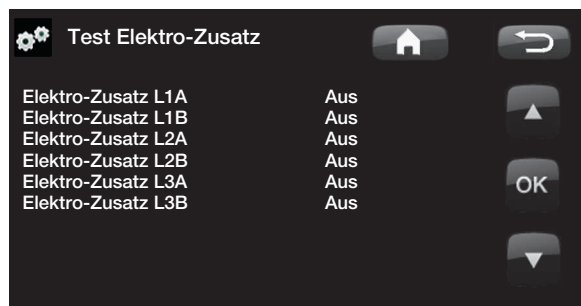 Test Elektro-Zusatz
Elektro-Zusatz L1A Aus
Elektro-Zusatz L1B Aus
Elektro-Zusatz L2A Aus
Elektro-Zusatz L2B Aus
Elektro-Zusatz L3A Aus
Elektro-Zusatz L3B Aus
OK